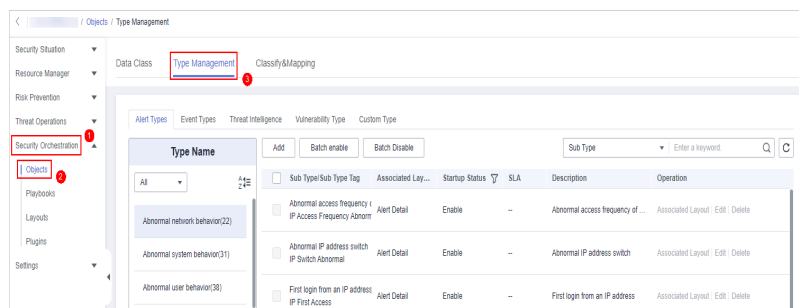 / Objects / Type Management
Security Situation
Resource Manager
Risk Prevention
Threat Operations
Security Orchestration
1
Objects
2
Playbooks
Layouts
Plugins
Settings
Data Class
Type Management
3
Classify&Mapping
Alert Types
Event Types
Threat Intelligence
Vulnerability Type
Custom Type
Type Name
All
Abnormal network behavior(22)
Abnormal system behavior(31)
Abnormal user behavior(38)
Add
Batch enable
Batch Disable
Sub Type
Enter a keyword.
Sub Type/Sub Type Tag Associated Lay... Startup Status SLA Description Operation
Abnormal access frequency
IP Access Frequency Abnorm
Alert Detail Enable -- Abnormal access frequency of ... Associated Layout | Edit | Delete
Abnormal IP address switch
IP Switch Abnormal
Alert Detail Enable -- Abnormal IP address switch Associated Layout | Edit | Delete
First login from an IP address
IP First Access
Alert Detail Enable -- First login from an IP address Associated Layout | Edit | Delete